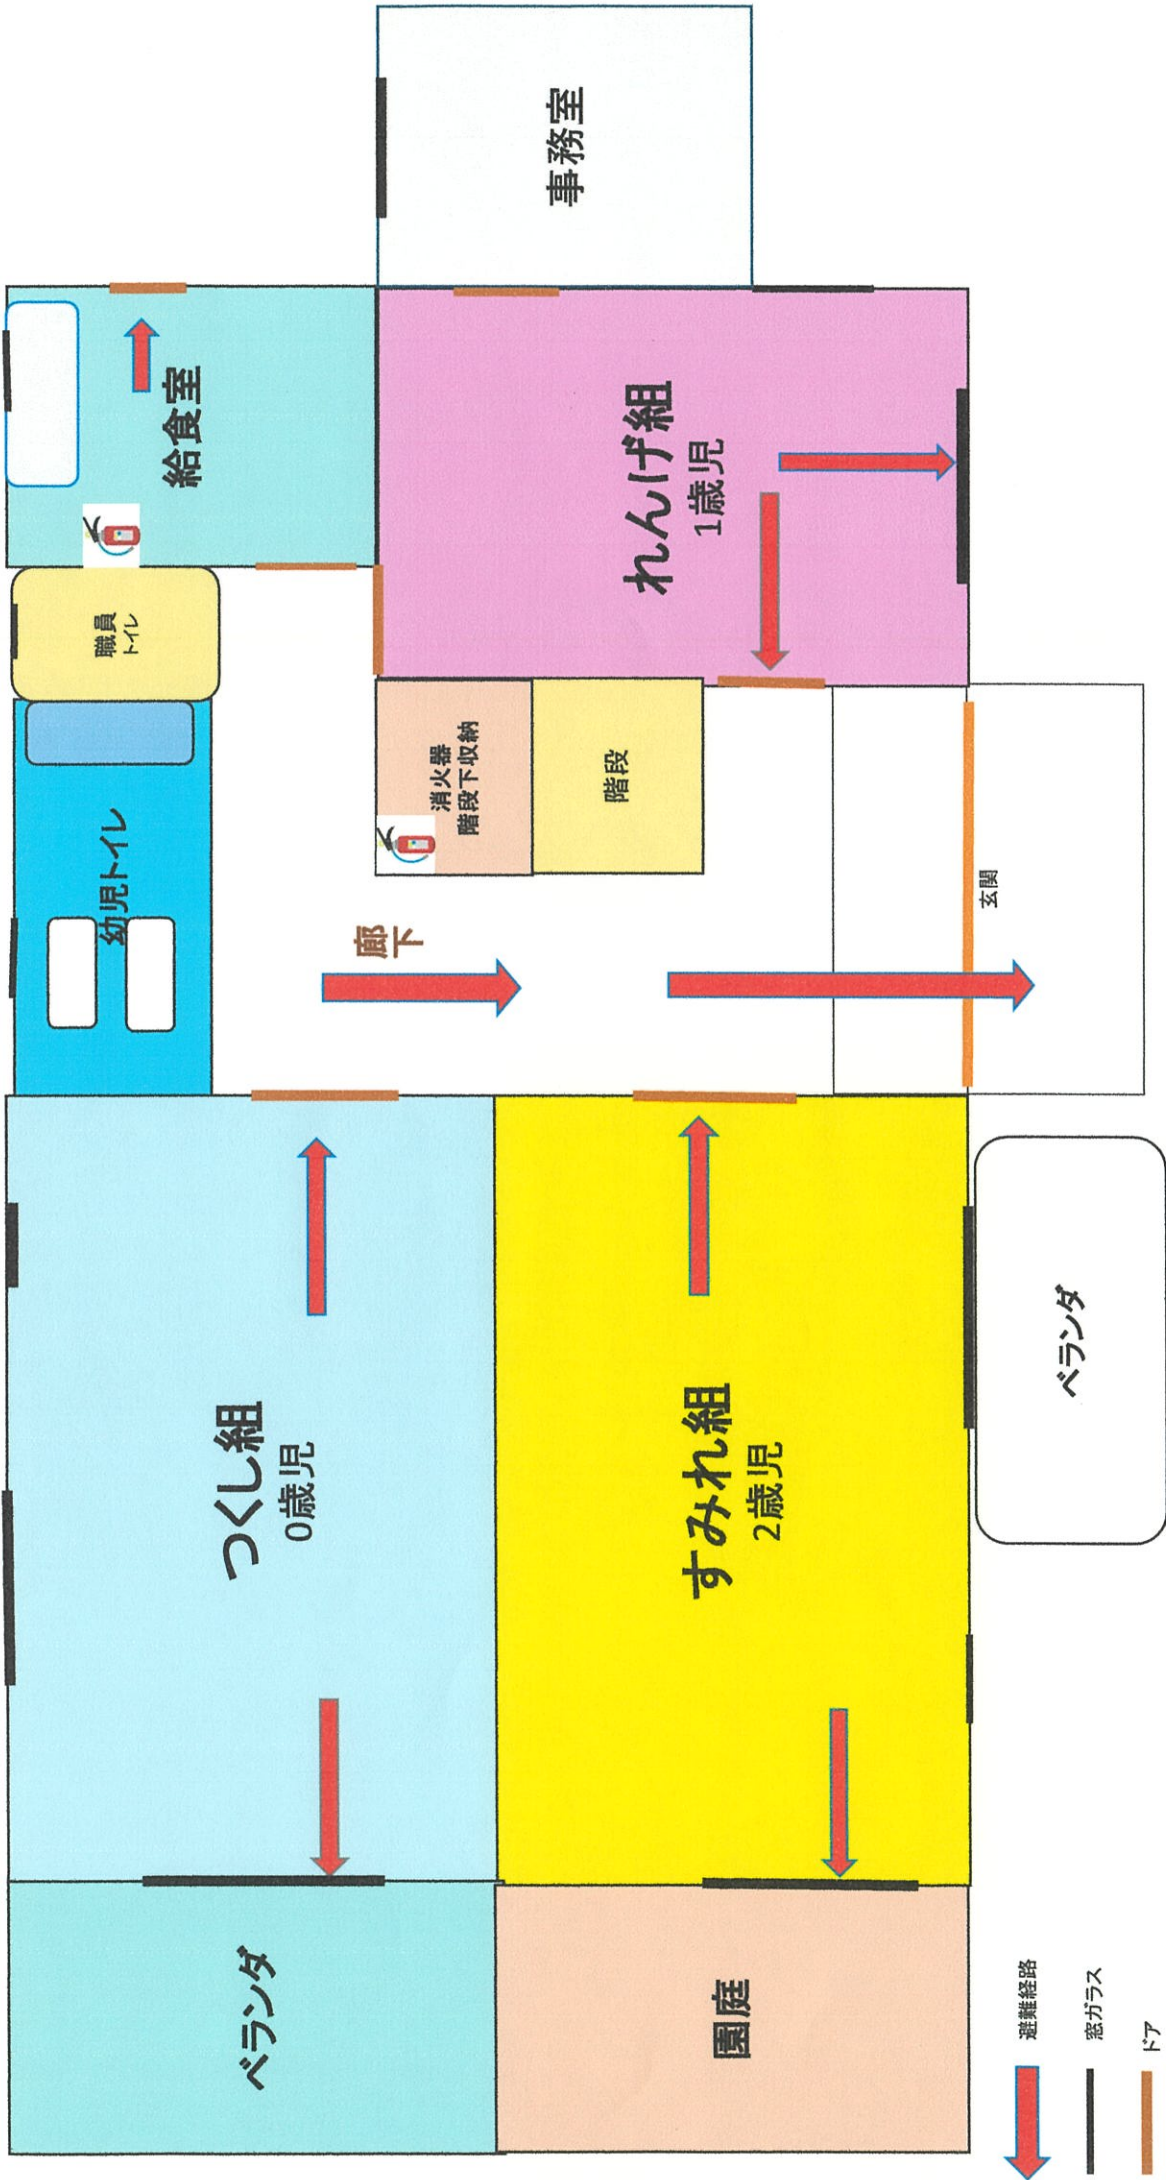 ベランダ
つくし組
0歳児
幼児トイレ
職員
トイレ
給食室
廊
下
消火器
階段下収納
階段
れんげ組
1歳児
事務室
園庭
すみれ組
2歳児
玄関
ベランダ
避難経路
窓ガラス
ドア